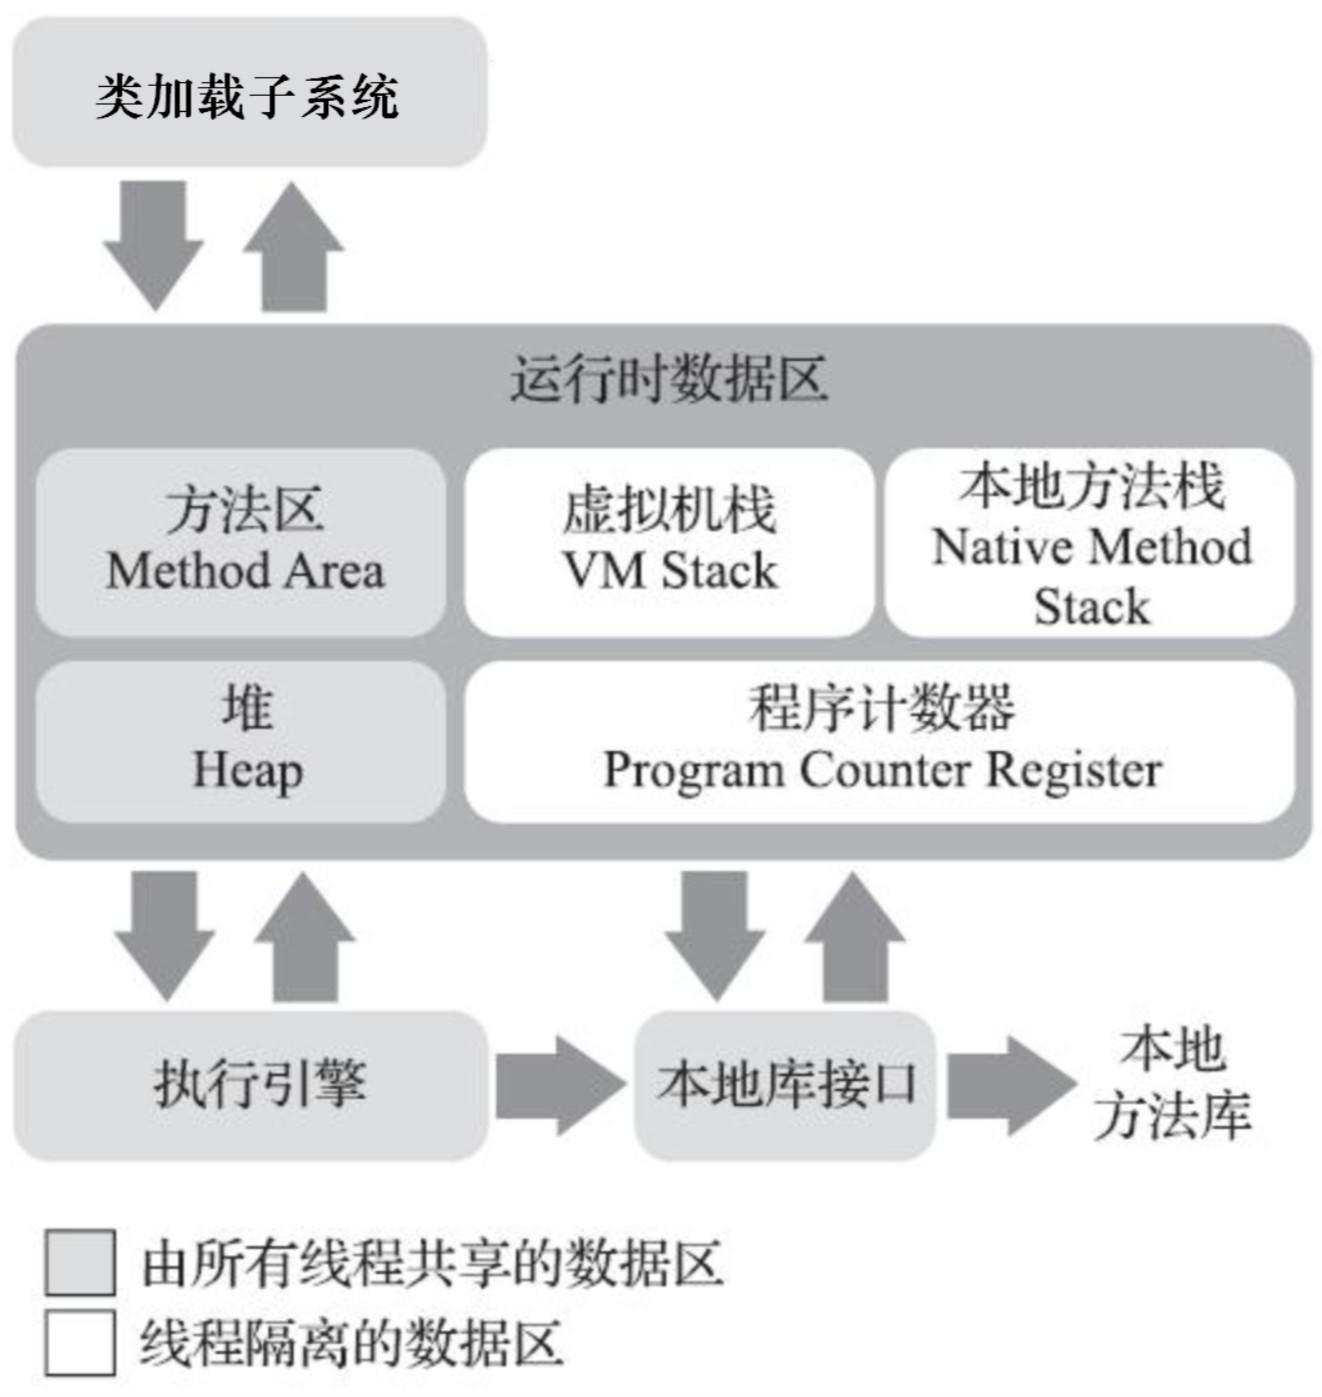 类加载子系统
运行时数据区
方法区
Method Area
虚拟机栈
VM Stack
本地方法栈
Native Method
Stack
堆
Heap
程序计数器
Program Counter Register
执行引擎
本地库接口
本地
方法库
由所有线程共享的数据区
线程隔离的数据区